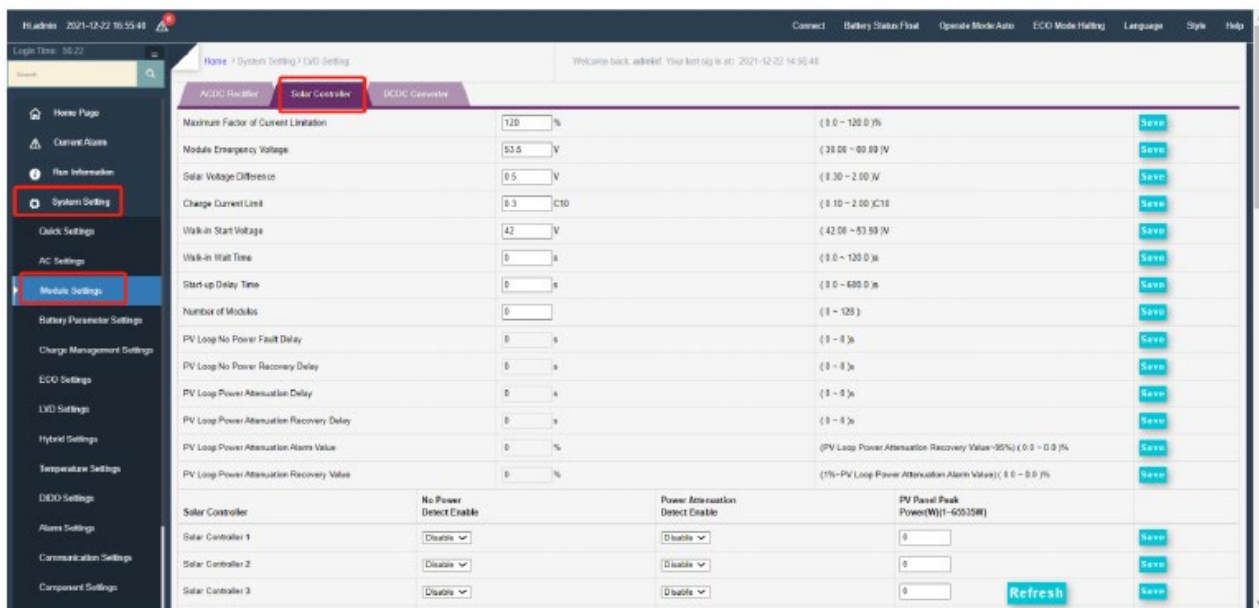 Hi,admin 2021-12-22 16:55:48 6 Connect Battery Status:Float Operate Mode:Auto ECO Mode Halting Language Style Help
Login Time: 30:22
Search
Home > System Setting > LVD Setting
Welcome back, admin! Your last sig in at: 2021-12-22
ACDC Rectifier Solar Controller DCDC Converter
Home Page
Current Alarm
Run Information
System Setting
Quick Settings
AC Settings
Module Settings
Battery Parameter Settings
Charge Management Settings
ECO Settings
LVD Settings
Hybrid Settings
Temperature Settings
DIDO Settings
Alarm Settings
Communication Settings
Component Settings
Maximum Factor of Current Limitation 120 % ( 0.0 ~ 120.0 )% Save
Module Emergency Voltage 53.5 V Save
Solar Voltage Difference 0.5 V ( 0.30 ~ 2.00 )V Save
Charge Current Limit 0.3 C10 ( 0.10 ~ 2.00 )C10 Save
Walk-in Start Voltage 42 V Save
Walk-in Wait Time 0 s ( 0.0 ~ 120.0 )s Save
Start-up Delay Time 0 s ( 0.0 ~ 600.0 )s Save
Number of Modules 0 ( 0 ~ 128 ) Save
PV Loop No Power Fault Delay 0 s ( 0 ~ 0 )s Save
PV Loop No Power Recovery Delay 0 s ( 0 ~ 0 )s Save
PV Loop Power Attenuation Delay 0 s ( 0 ~ 0 )s Save
PV Loop Power Attenuation Recovery Delay 0 s ( 0 ~ 0 )s Save
PV Loop Power Attenuation Alarm Value 0 % (PV Loop Power Attenuation Recovery Value~95%) ( 0.0 ~ 0.0 )% Save
PV Loop Power Attenuation Recovery Value 0 % (1%~PV Loop Power Attenuation Alarm Value) ( 0.0 ~ 0.0 )% Save
Solar Controller No Power Detect Enable Power Attenuation Detect Enable PV Panel Peak Power(W)(1~65535W)
Solar Controller 1 Disable Disable 0 Save
Solar Controller 2 Disable Disable 0 Save
Solar Controller 3 Disable Disable 0 Refresh Save